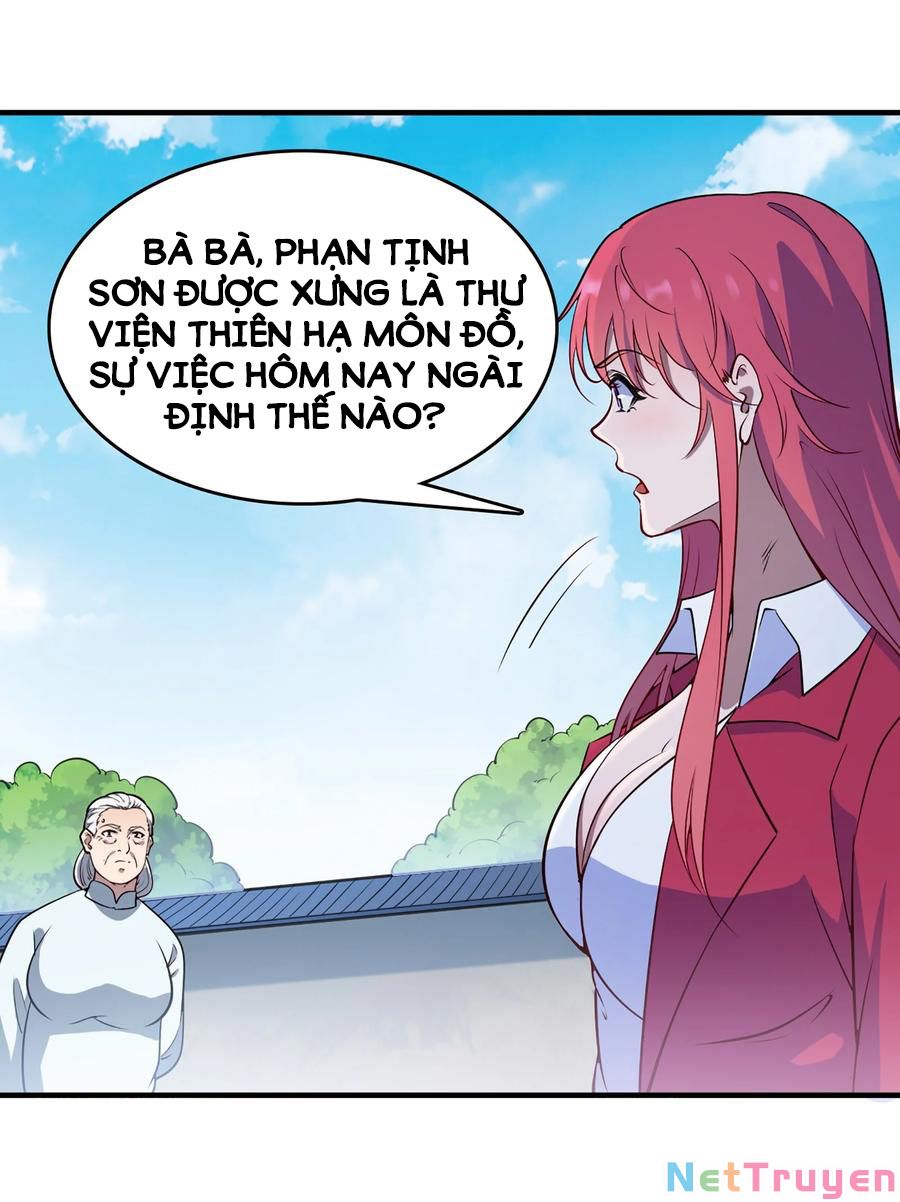 BÀ BÀ, PHẠN TỊNH
SƠN ĐƯỢC XƯNG LÀ THƯ
VIỆN THIÊN HẠ MÔN ĐỒ,
SỰ VIỆC HÔM NAY NGÀI
ĐỊNH THẾ NÀO?
NetTruyen